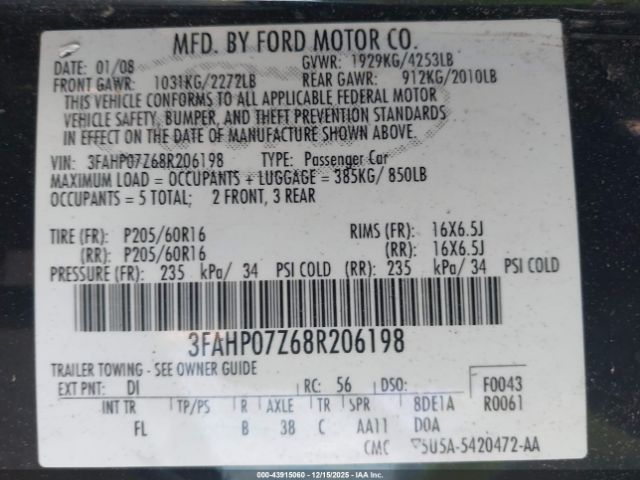 MFD. BY FORD MOTOR CO.
DATE: 01/08 GVWR: 1929KG/4253LB
FRONT GAWR: 1031KG/2272LB REAR GAWR: 912KG/2010LB
THIS VEHICLE CONFORMS TO ALL APPLICABLE FEDERAL MOTOR
VEHICLE SAFETY, BUMPER, AND THEFT PREVENTION STANDARDS
IN EFFECT ON THE DATE OF MANUFACTURE SHOWN ABOVE.
VIN: 3FAHP07Z68R206198 TYPE: Passenger Car
MAXIMUM LOAD = OCCUPANTS + LUGGAGE = 385KG/ 850LB
OCCUPANTS = 5 TOTAL; 2 FRONT, 3 REAR
TIRE (FR): P205/60R16 RIMS (FR): 16X6.5J
(RR): P205/60R16 (RR): 16X6.5J
PRESSURE (FR): 235 kPa/ 34 PSI COLD (RR): 235 kPa/ 34 PSI COLD
3FAHP07Z68R206198
TRAILER TOWING - SEE OWNER GUIDE
EXT PNT: DI RC: 56 DSO: F0043
INT TR TP/PS R AXLE TR SPR 8DE1A R0061
FL B 3B C AA11 D0A
CMC 5U5A-5420472-AA
000-43915060 - 12/15/2025 - COPART, IAA